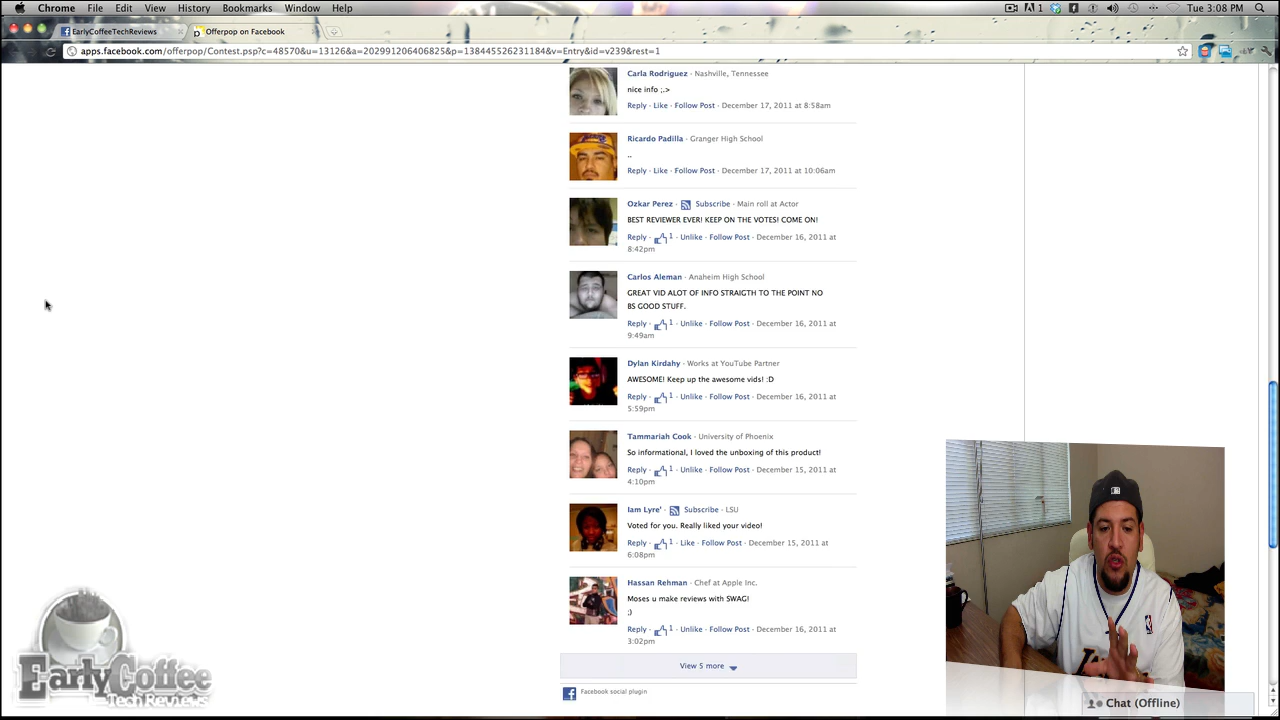 Chrome File Edit View History Bookmarks Window Help
1 Tue 3:08 PM
EarlyCoffeeTechReviews
Offerpop on Facebook
apps.facebook.com/offerpop/Contest.psp?c=48570&u=13126&a=202991206406825&p=138445526231184&v=Entry&id=v239&rest=1
Carla Rodriguez · Nashville, Tennessee
nice info ;.>
Reply · Like · Follow Post · December 17, 2011 at 8:58am
Ricardo Padilla · Granger High School
..
Reply · Like · Follow Post · December 17, 2011 at 10:06am
Ozkar Perez · Subscribe · Main roll at Actor
BEST REVIEWER EVER! KEEP ON THE VOTES! COME ON!
Reply · 1 · Unlike · Follow Post · December 16, 2011 at
8:42pm
Carlos Aleman · Anaheim High School
GREAT VID ALOT OF INFO STRAIGTH TO THE POINT NO
BS GOOD STUFF.
Reply · 1 · Unlike · Follow Post · December 16, 2011 at
9:49am
Dylan Kirdahy · Works at YouTube Partner
AWESOME! Keep up the awesome vids! :D
Reply · 1 · Unlike · Follow Post · December 16, 2011 at
5:59pm
Tammariah Cook · University of Phoenix
So informational, I loved the unboxing of this product!
Reply · 1 · Unlike · Follow Post · December 15, 2011 at
4:10pm
Iam Lyre' · Subscribe · LSU
Voted for you. Really liked your video!
Reply · 1 · Like · Follow Post · December 15, 2011 at
6:08pm
Hassan Rehman · Chef at Apple Inc.
Moses u make reviews with SWAG!
;)
Reply · 1 · Unlike · Follow Post · December 16, 2011 at
3:02pm
View 5 more
Facebook social plugin
EarlyCoffee
TechReviews
Chat (Offline)